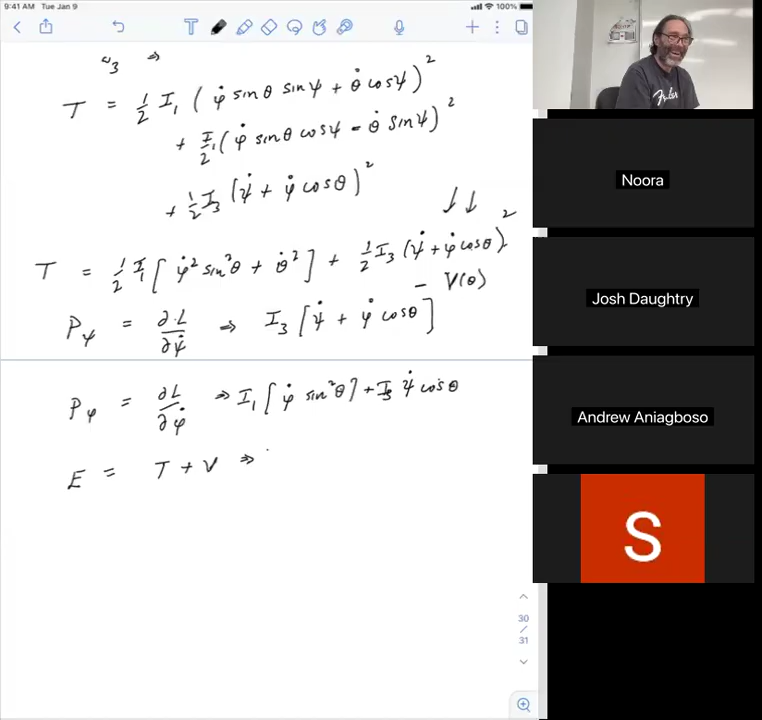 9:41 AM Tue Jan 9
100%
ω₃ ⇒
T = 1/2 I₁ (φ̇ sinθ sinψ + θ̇ cosψ)²
+ I₁/2 (φ̇ sinθ cosψ - θ̇ sinψ)²
+ 1/2 I₃ (ψ̇ + φ̇ cosθ)²
↓↓
T = 1/2 I₁ [φ̇² sin²θ + θ̇²] + 1/2 I₃ (ψ̇ + φ̇ cosθ)²
- V(θ)
Pψ = ∂L/∂ψ̇ ⇒ I₃ [ψ̇ + φ̇ cosθ]
Pφ = ∂L/∂φ̇ ⇒ I₁ [φ̇ sin²θ] + I₃ ψ̇ cosθ
E = T + V ⇒
30
/
31
Fender
Noora
Josh Daughtry
Andrew Aniagboso
S